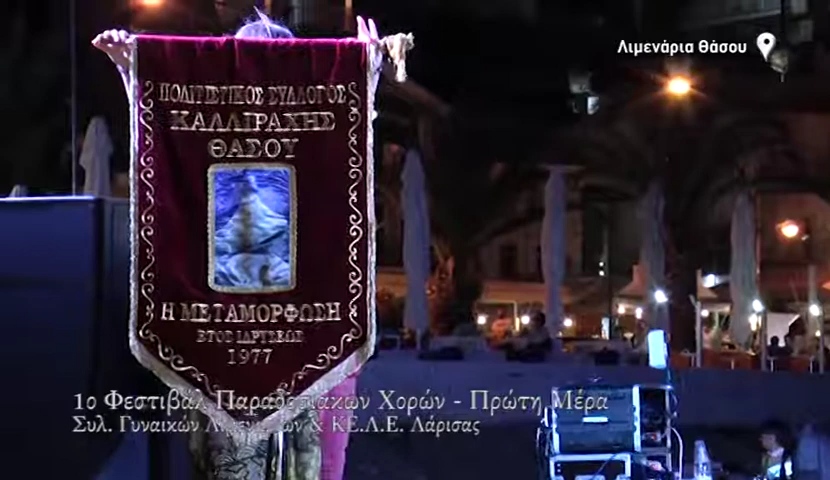 Λιμενάρια Θάσου
ΠΟΛΙΤΙΣΤΙΚΟΣ ΣΥΛΛΟΓΟΣ
ΚΑΛΛΙΡΑΧΗΣ
ΘΑΣΟΥ
Η ΜΕΤΑΜΟΡΦΩΣΗ
ΕΤΟΣ ΙΔΡΥΣΕΩΣ
1977
1ο Φεστιβάλ Παραδοσιακών Χορών - Πρώτη Μέρα
Συλ. Γυναικών Λιμεναρίων & ΚΕ.Λ.Ε. Λάρισας